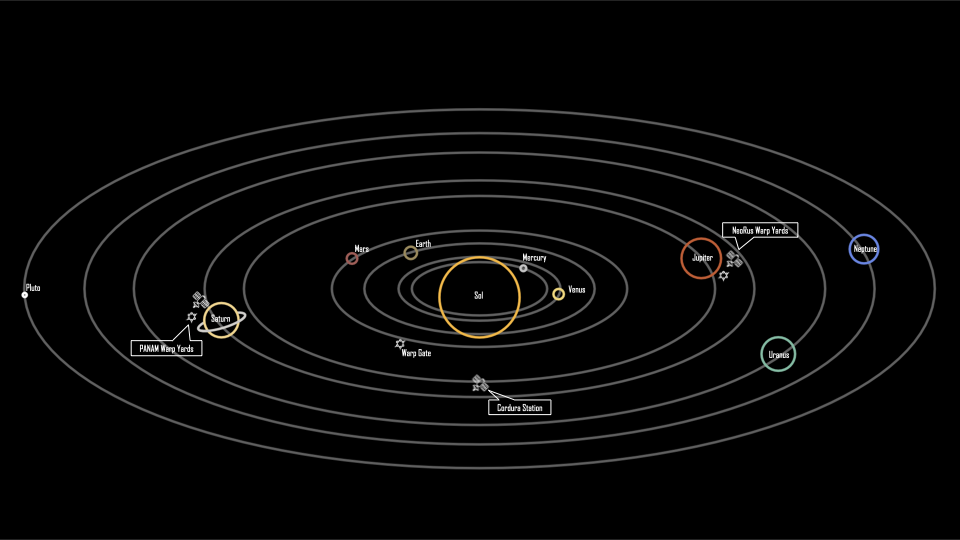 NeoRus Warp Yards
Mars
Earth
Mercury
Jupiter
Neptune
Pluto
Sol
Venus
Saturn
PANAM Warp Yards
Warp Gate
Uranus
Cordura Station